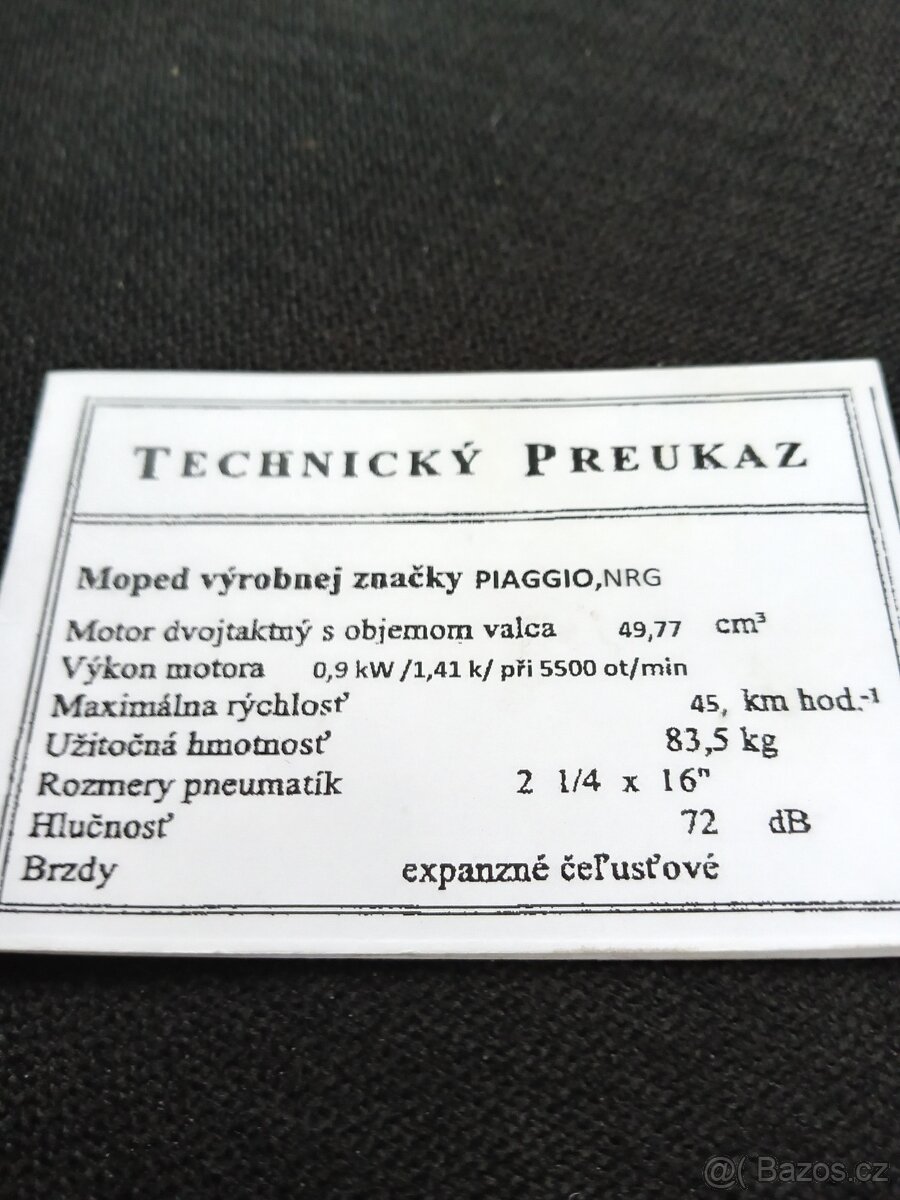 TECHNICKÝ PREUKAZ
Moped výrobnej značky PIAGGIO,NRG
Motor dvojtaktný s objemom valca 49,77 cm³
Výkon motora 0,9 kW /1,41 k/ při 5500 ot/min
Maximálna rýchlosť 45, km hod.-¹
Užitočná hmotnosť 83,5 kg
Rozmery pneumatík 2 1/4 x 16"
Hlučnosť 72 dB
Brzdy expanzné čeľusťové
@( Bazos.cz